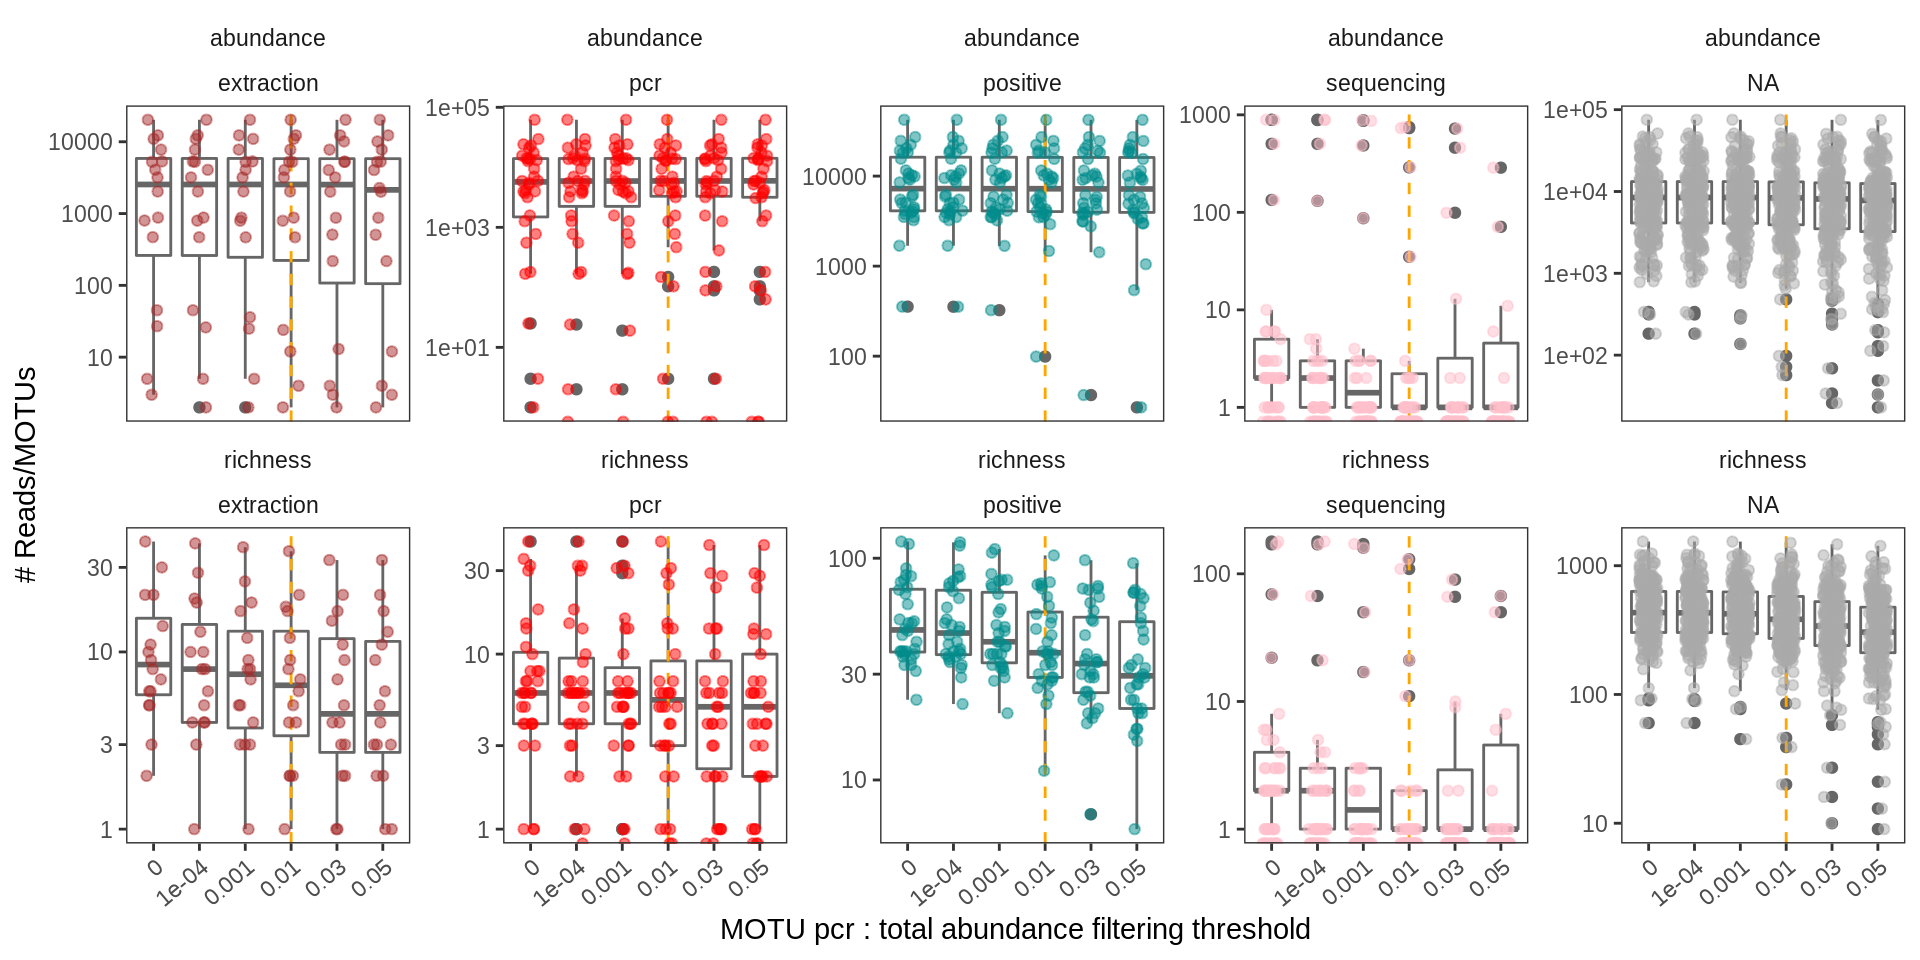 abundance abundance abundance abundance abundance
extraction pcr positive sequencing NA
10000
1000
100
10
1e+05
1e+03
1e+01
10000
1000
100
1000
100
10
1
1e+05
1e+04
1e+03
1e+02
# Reads/MOTUs
richness richness richness richness richness
extraction pcr positive sequencing NA
30
10
3
1
30
10
3
1
100
30
10
100
10
1
1000
100
10
0 1e-04 0.001 0.01 0.03 0.05
0 1e-04 0.001 0.01 0.03 0.05
0 1e-04 0.001 0.01 0.03 0.05
0 1e-04 0.001 0.01 0.03 0.05
0 1e-04 0.001 0.01 0.03 0.05
MOTU pcr : total abundance filtering threshold